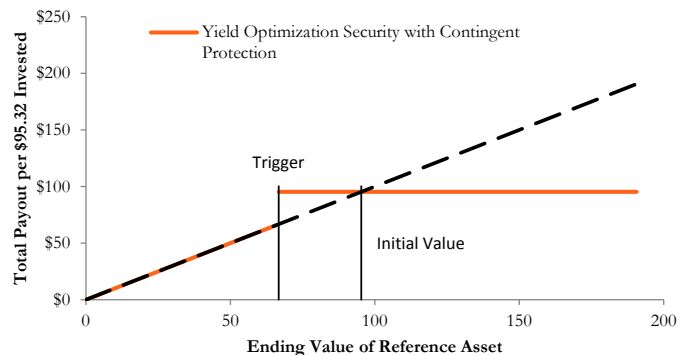 $250
Yield Optimization Security with Contingent
Protection
$200
$150
Trigger
$100
Initial Value
$50
$0
0 50 100 150 200
Total Payout per $95.32 Invested
Ending Value of Reference Asset